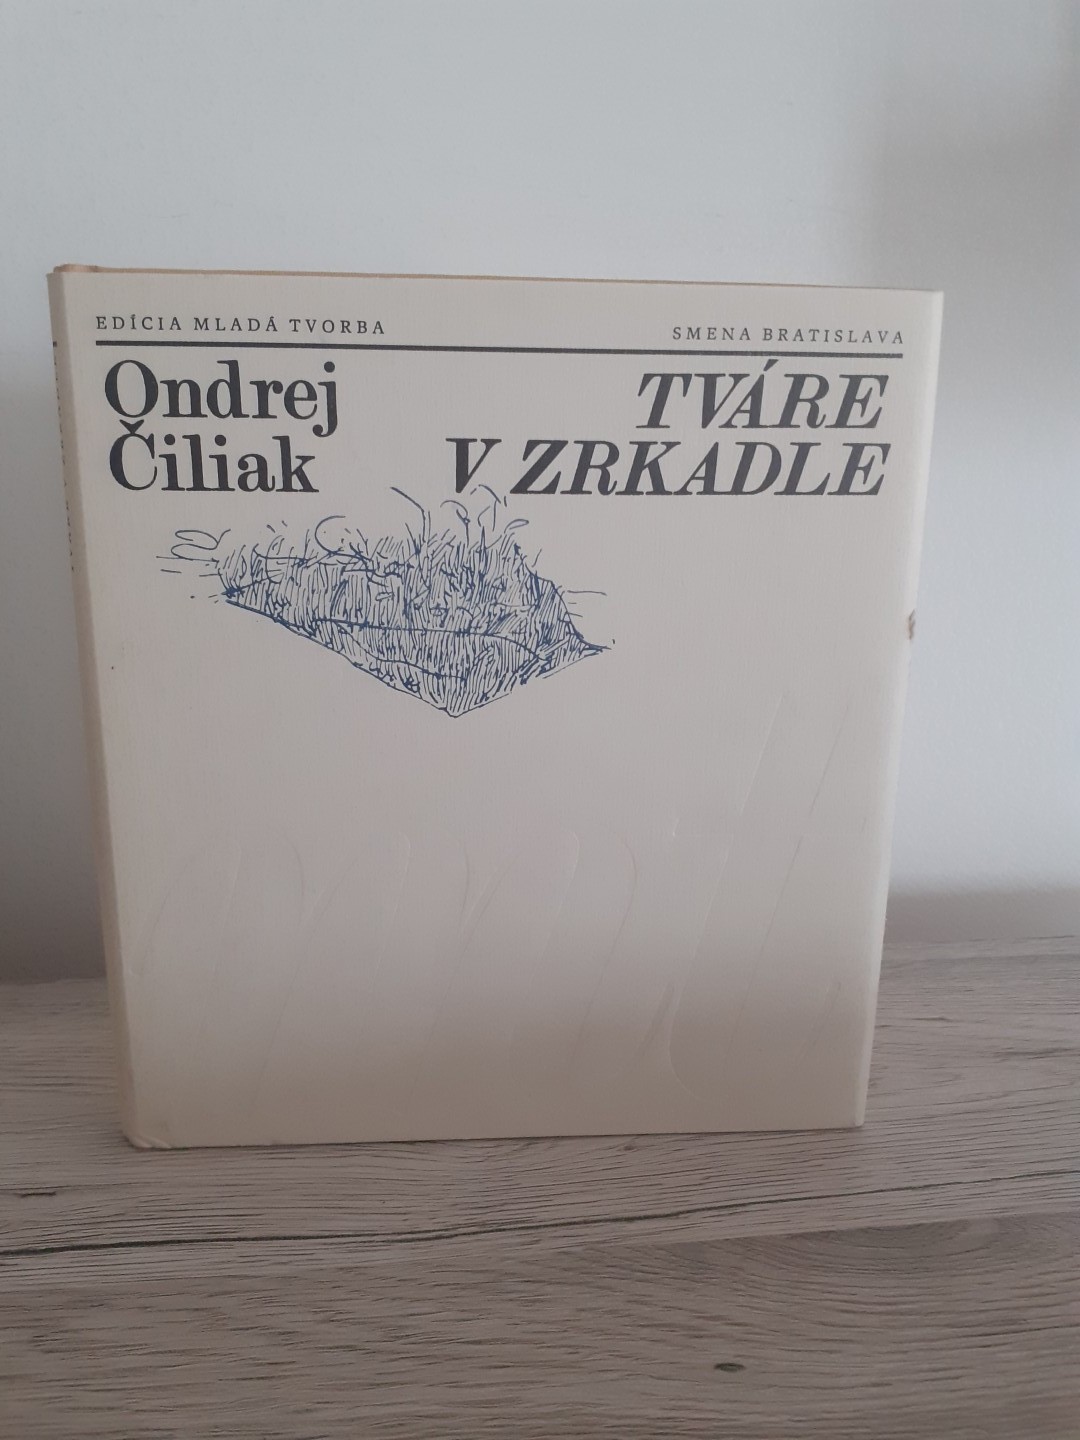 EDÍCIA MLADÁ TVORBA
SMENA BRATISLAVA
Ondrej
Čiliak
TVÁRE
V ZRKADLE